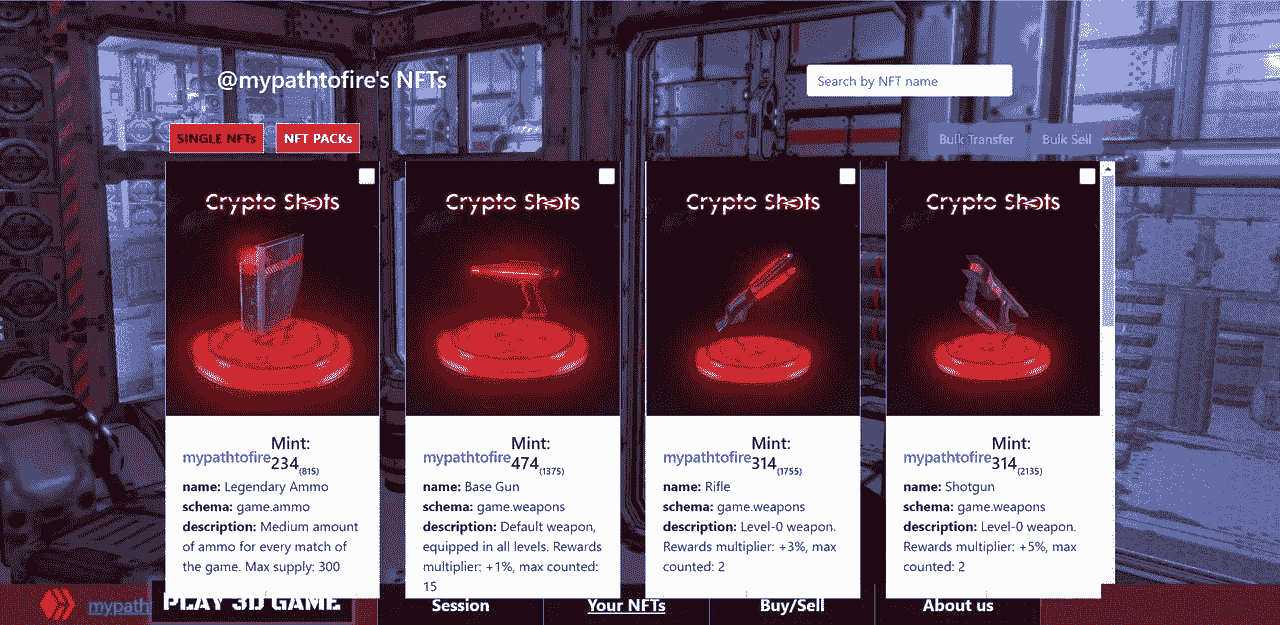 @mypathtofire's NFTs
Search by NFT name
SINGLE NFTs
NFT PACKs
Bulk Transfer
Bulk Sell
Crypto Shots
mypathtofire
Mint:
234(815)
name: Legendary Ammo
schema: game.ammo
description: Medium amount
of ammo for every match of
the game. Max supply: 300
Crypto Shots
mypathtofire
Mint:
474(1375)
name: Base Gun
schema: game.weapons
description: Default weapon,
equipped in all levels. Rewards
multiplier: +1%, max counted:
15
Crypto Shots
mypathtofire
Mint:
314(1755)
name: Rifle
schema: game.weapons
description: Level-0 weapon.
Rewards multiplier: +3%, max
counted: 2
Crypto Shots
mypathtofire
Mint:
314(2135)
name: Shotgun
schema: game.weapons
description: Level-0 weapon.
Rewards multiplier: +5%, max
counted: 2
mypath
PLAY 3D GAME
Session
Your NFTs
Buy/Sell
About us